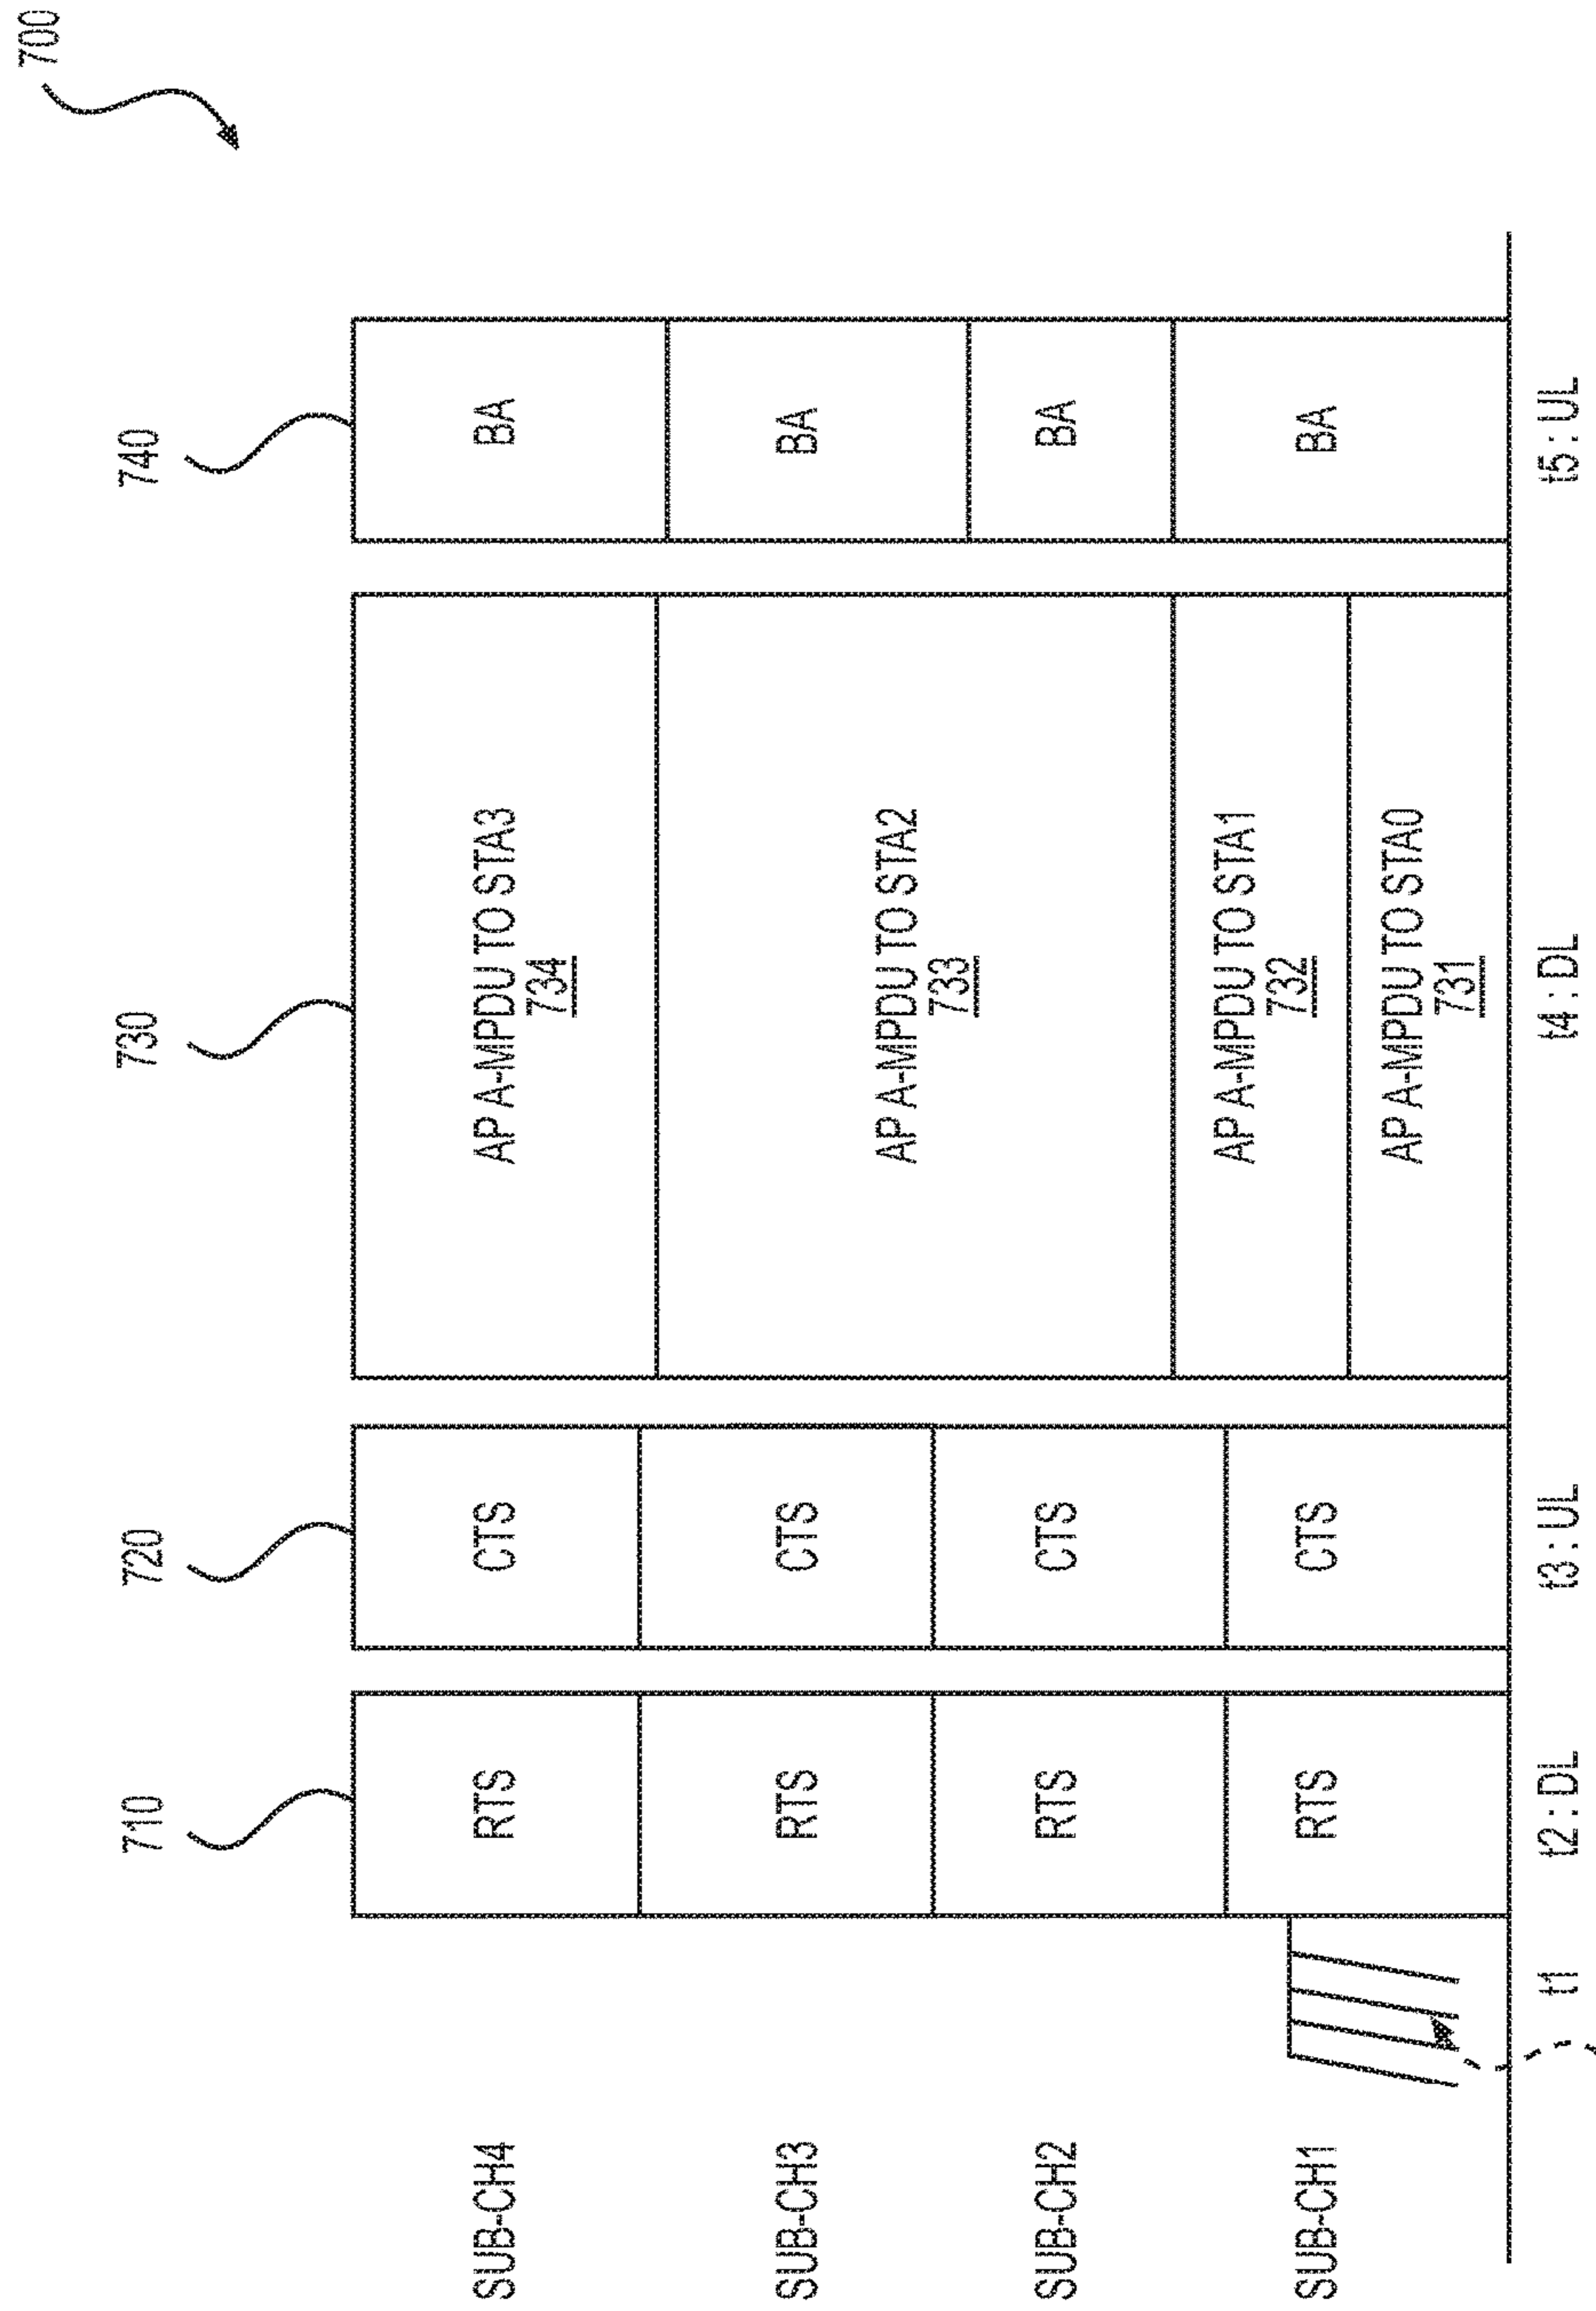 700
710
720
730
740
SUB-CH4
RTS
CTS
AP A-MPDU TO STA3
734
BA
SUB-CH3
RTS
CTS
AP A-MPDU TO STA2
733
BA
SUB-CH2
RTS
CTS
BA
SUB-CH1
RTS
CTS
AP A-MPDU TO STA1
732
AP A-MPDU TO STA0
731
BA
t1
t2 : DL
t3 : UL
t4 : DL
t5 : UL